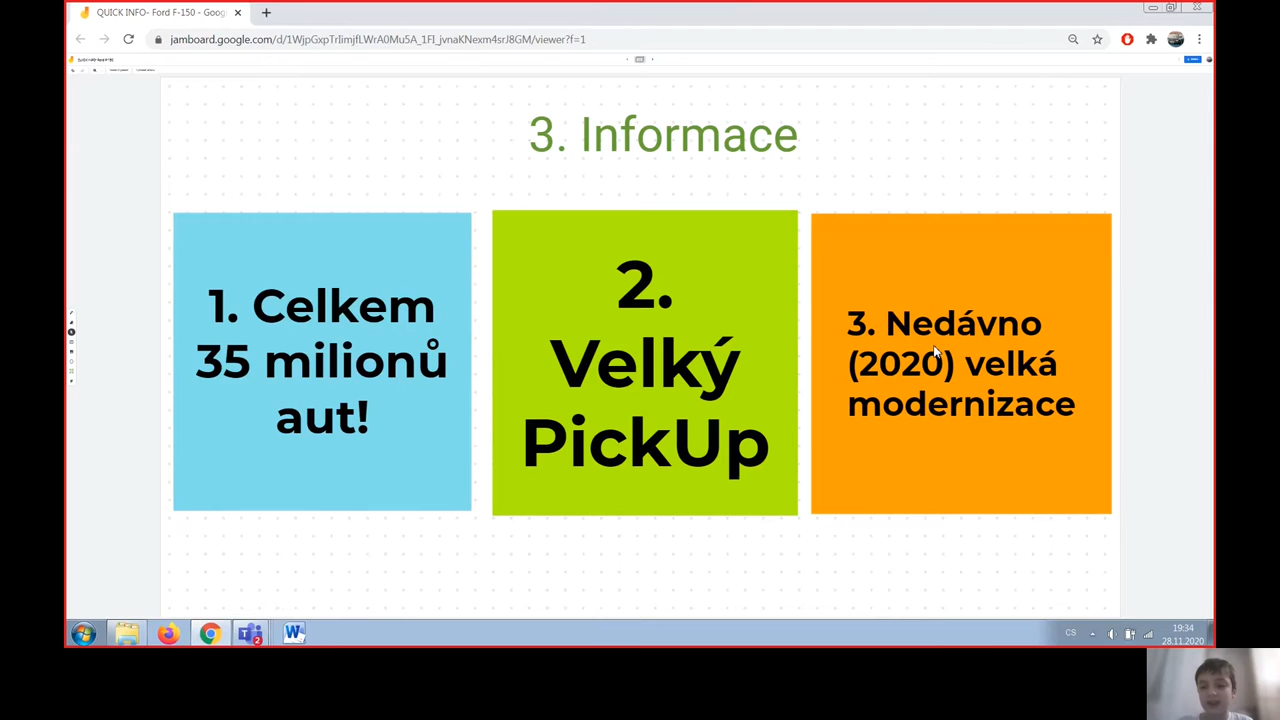 QUICK INFO- Ford F-150 - Goog
jamboard.google.com/d/1WjpGxpTrIimjfLWrA0Mu5A_1FI_jvnaKNexm4srJ8GM/viewer?f=1
3. Informace
1. Celkem
35 milionů
aut!
2.
Velký
PickUp
3. Nedávno
(2020) velká
modernizace
CS
19:34
28.11.2020